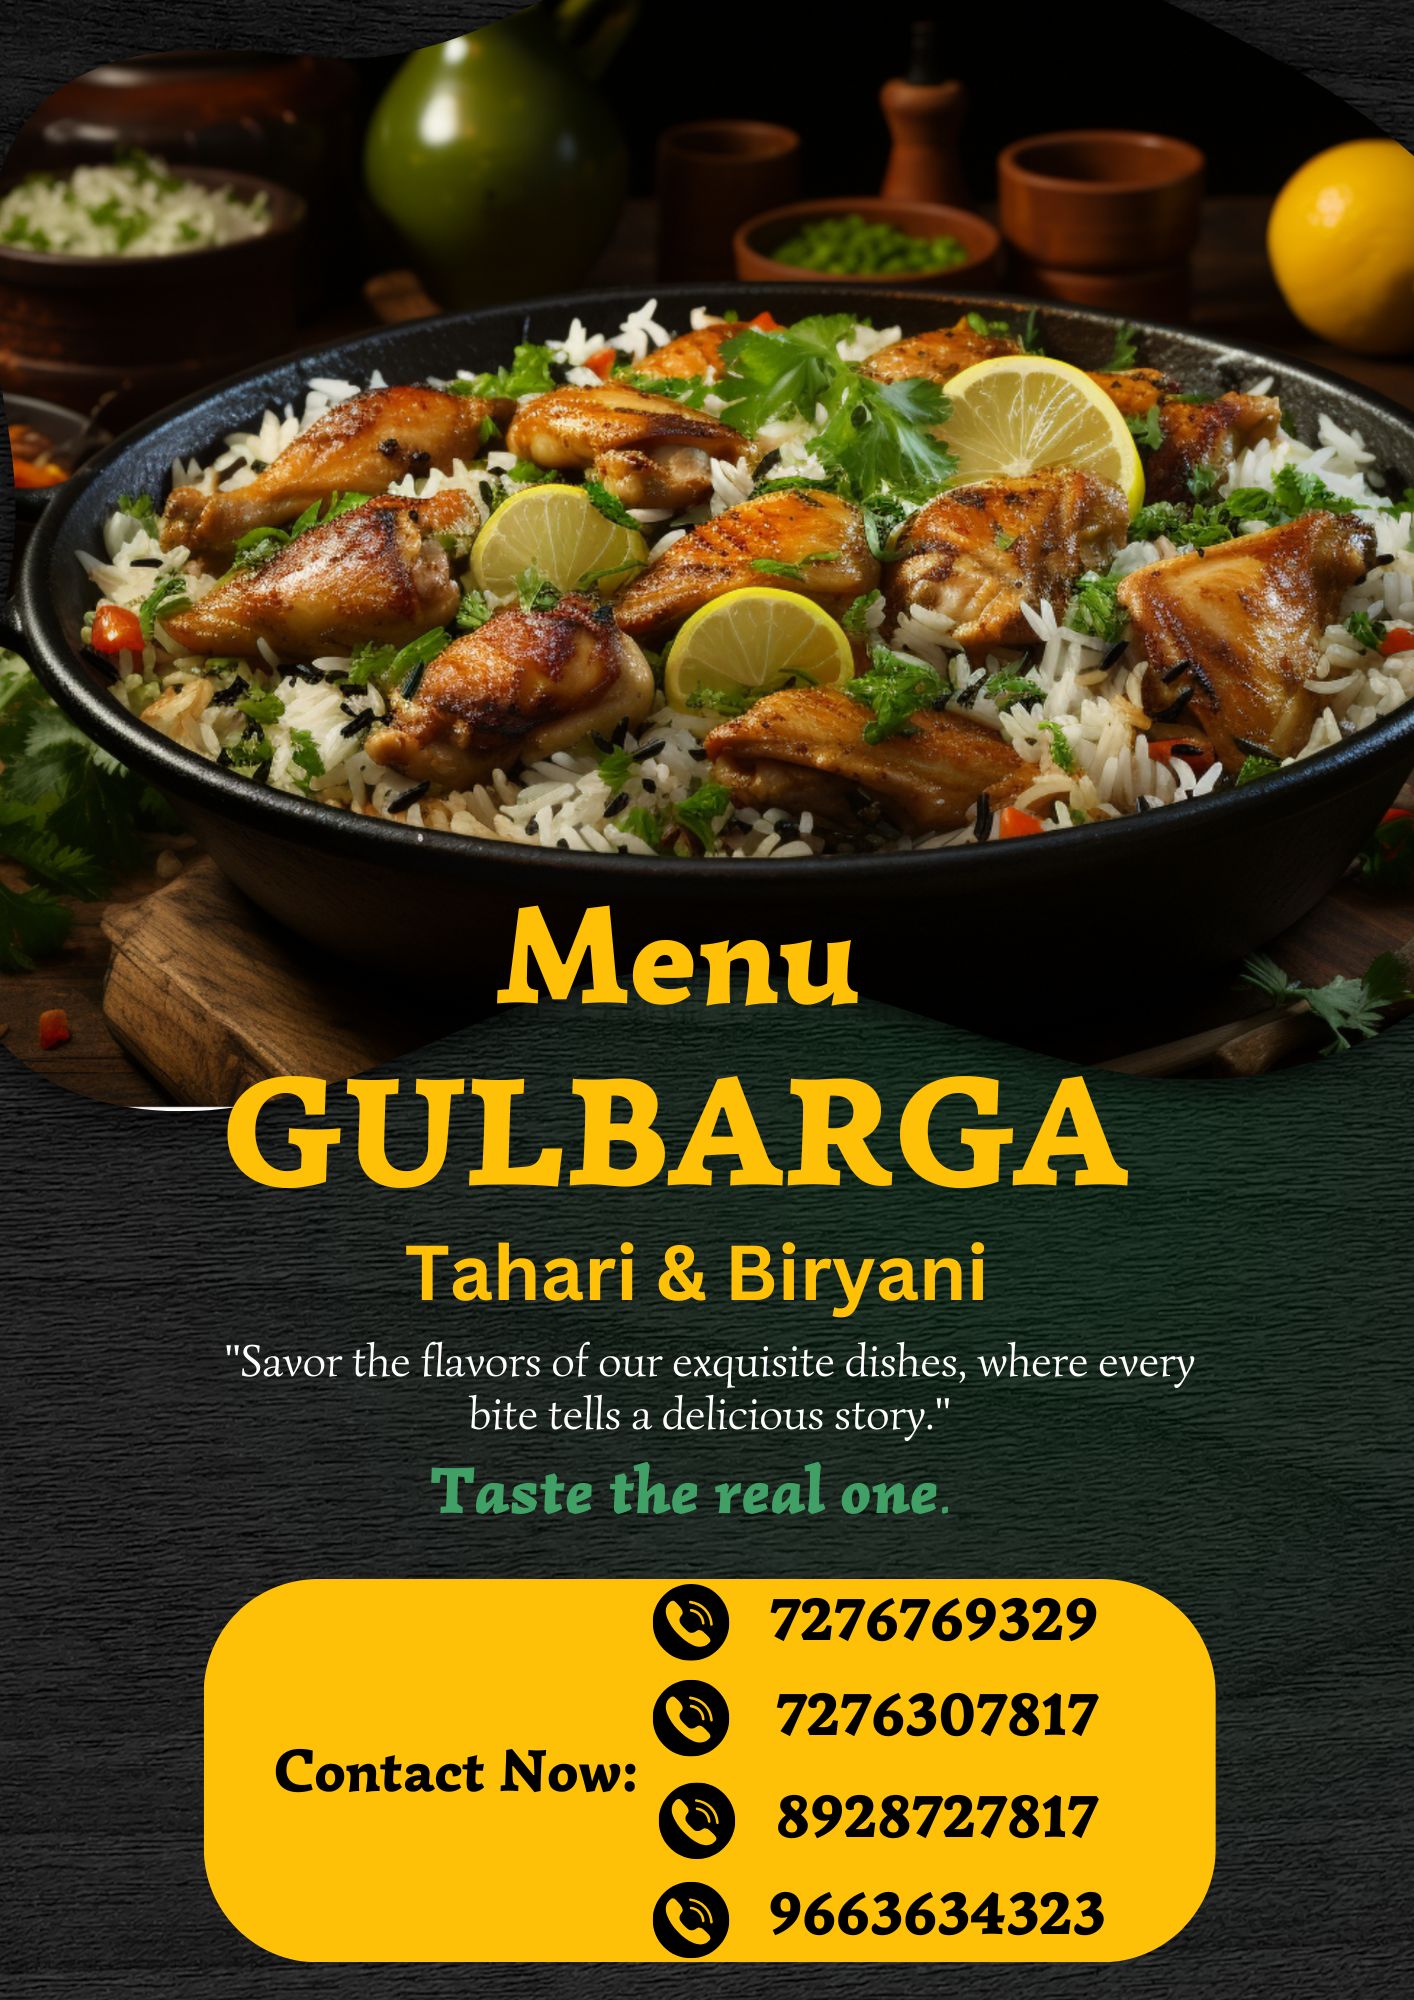 Menu
GULBARGA
Tahari & Biryani
"Savor the flavors of our exquisite dishes, where every
bite tells a delicious story."
Taste the real one.
Contact Now:
7276769329
7276307817
8928727817
9663634323